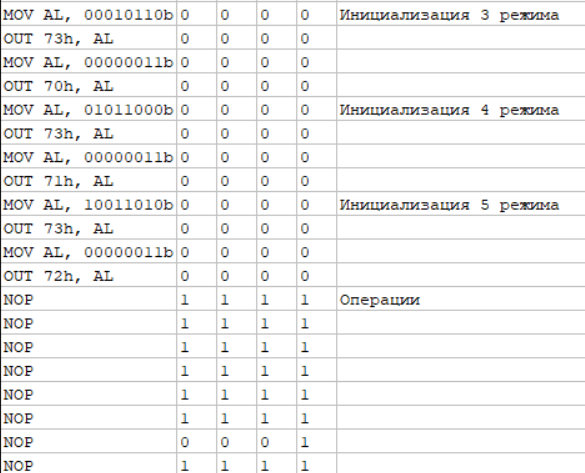 MOV AL, 00010110b 0 0 0 0 Инициализация 3 режима
OUT 73h, AL 0 0 0 0
MOV AL, 00000011b 0 0 0 0
OUT 70h, AL 0 0 0 0
MOV AL, 01011000b 0 0 0 0 Инициализация 4 режима
OUT 73h, AL 0 0 0 0
MOV AL, 00000011b 0 0 0 0
OUT 71h, AL 0 0 0 0
MOV AL, 10011010b 0 0 0 0 Инициализация 5 режима
OUT 73h, AL 0 0 0 0
MOV AL, 00000011b 0 0 0 0
OUT 72h, AL 0 0 0 0
NOP 1 1 1 1 Операции
NOP 1 1 1 1
NOP 1 1 1 1
NOP 1 1 1 1
NOP 1 1 1 1
NOP 1 1 1 1
NOP 0 0 0 1
NOP 1 1 1 1